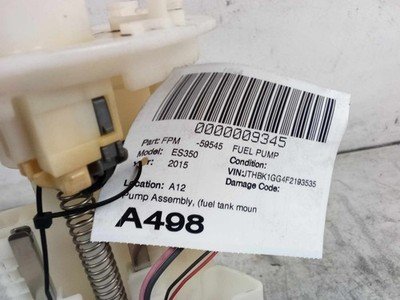 0000009345
Part: FPM -59545 FUEL PUMP
Model: ES350 Condition:
2015 VIN:JTHBK1GG4F2193535
Location: A12 Damage Code:
Pump Assembly, (fuel tank moun
A498